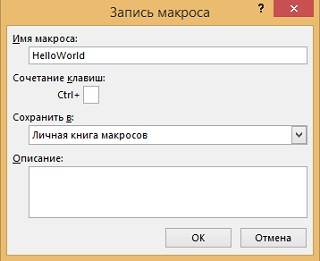 Запись макроса
Имя макроса:
HelloWorld
Сочетание клавиш:
Ctrl+
Сохранить в:
Личная книга макросов
Описание:
ОК Отмена